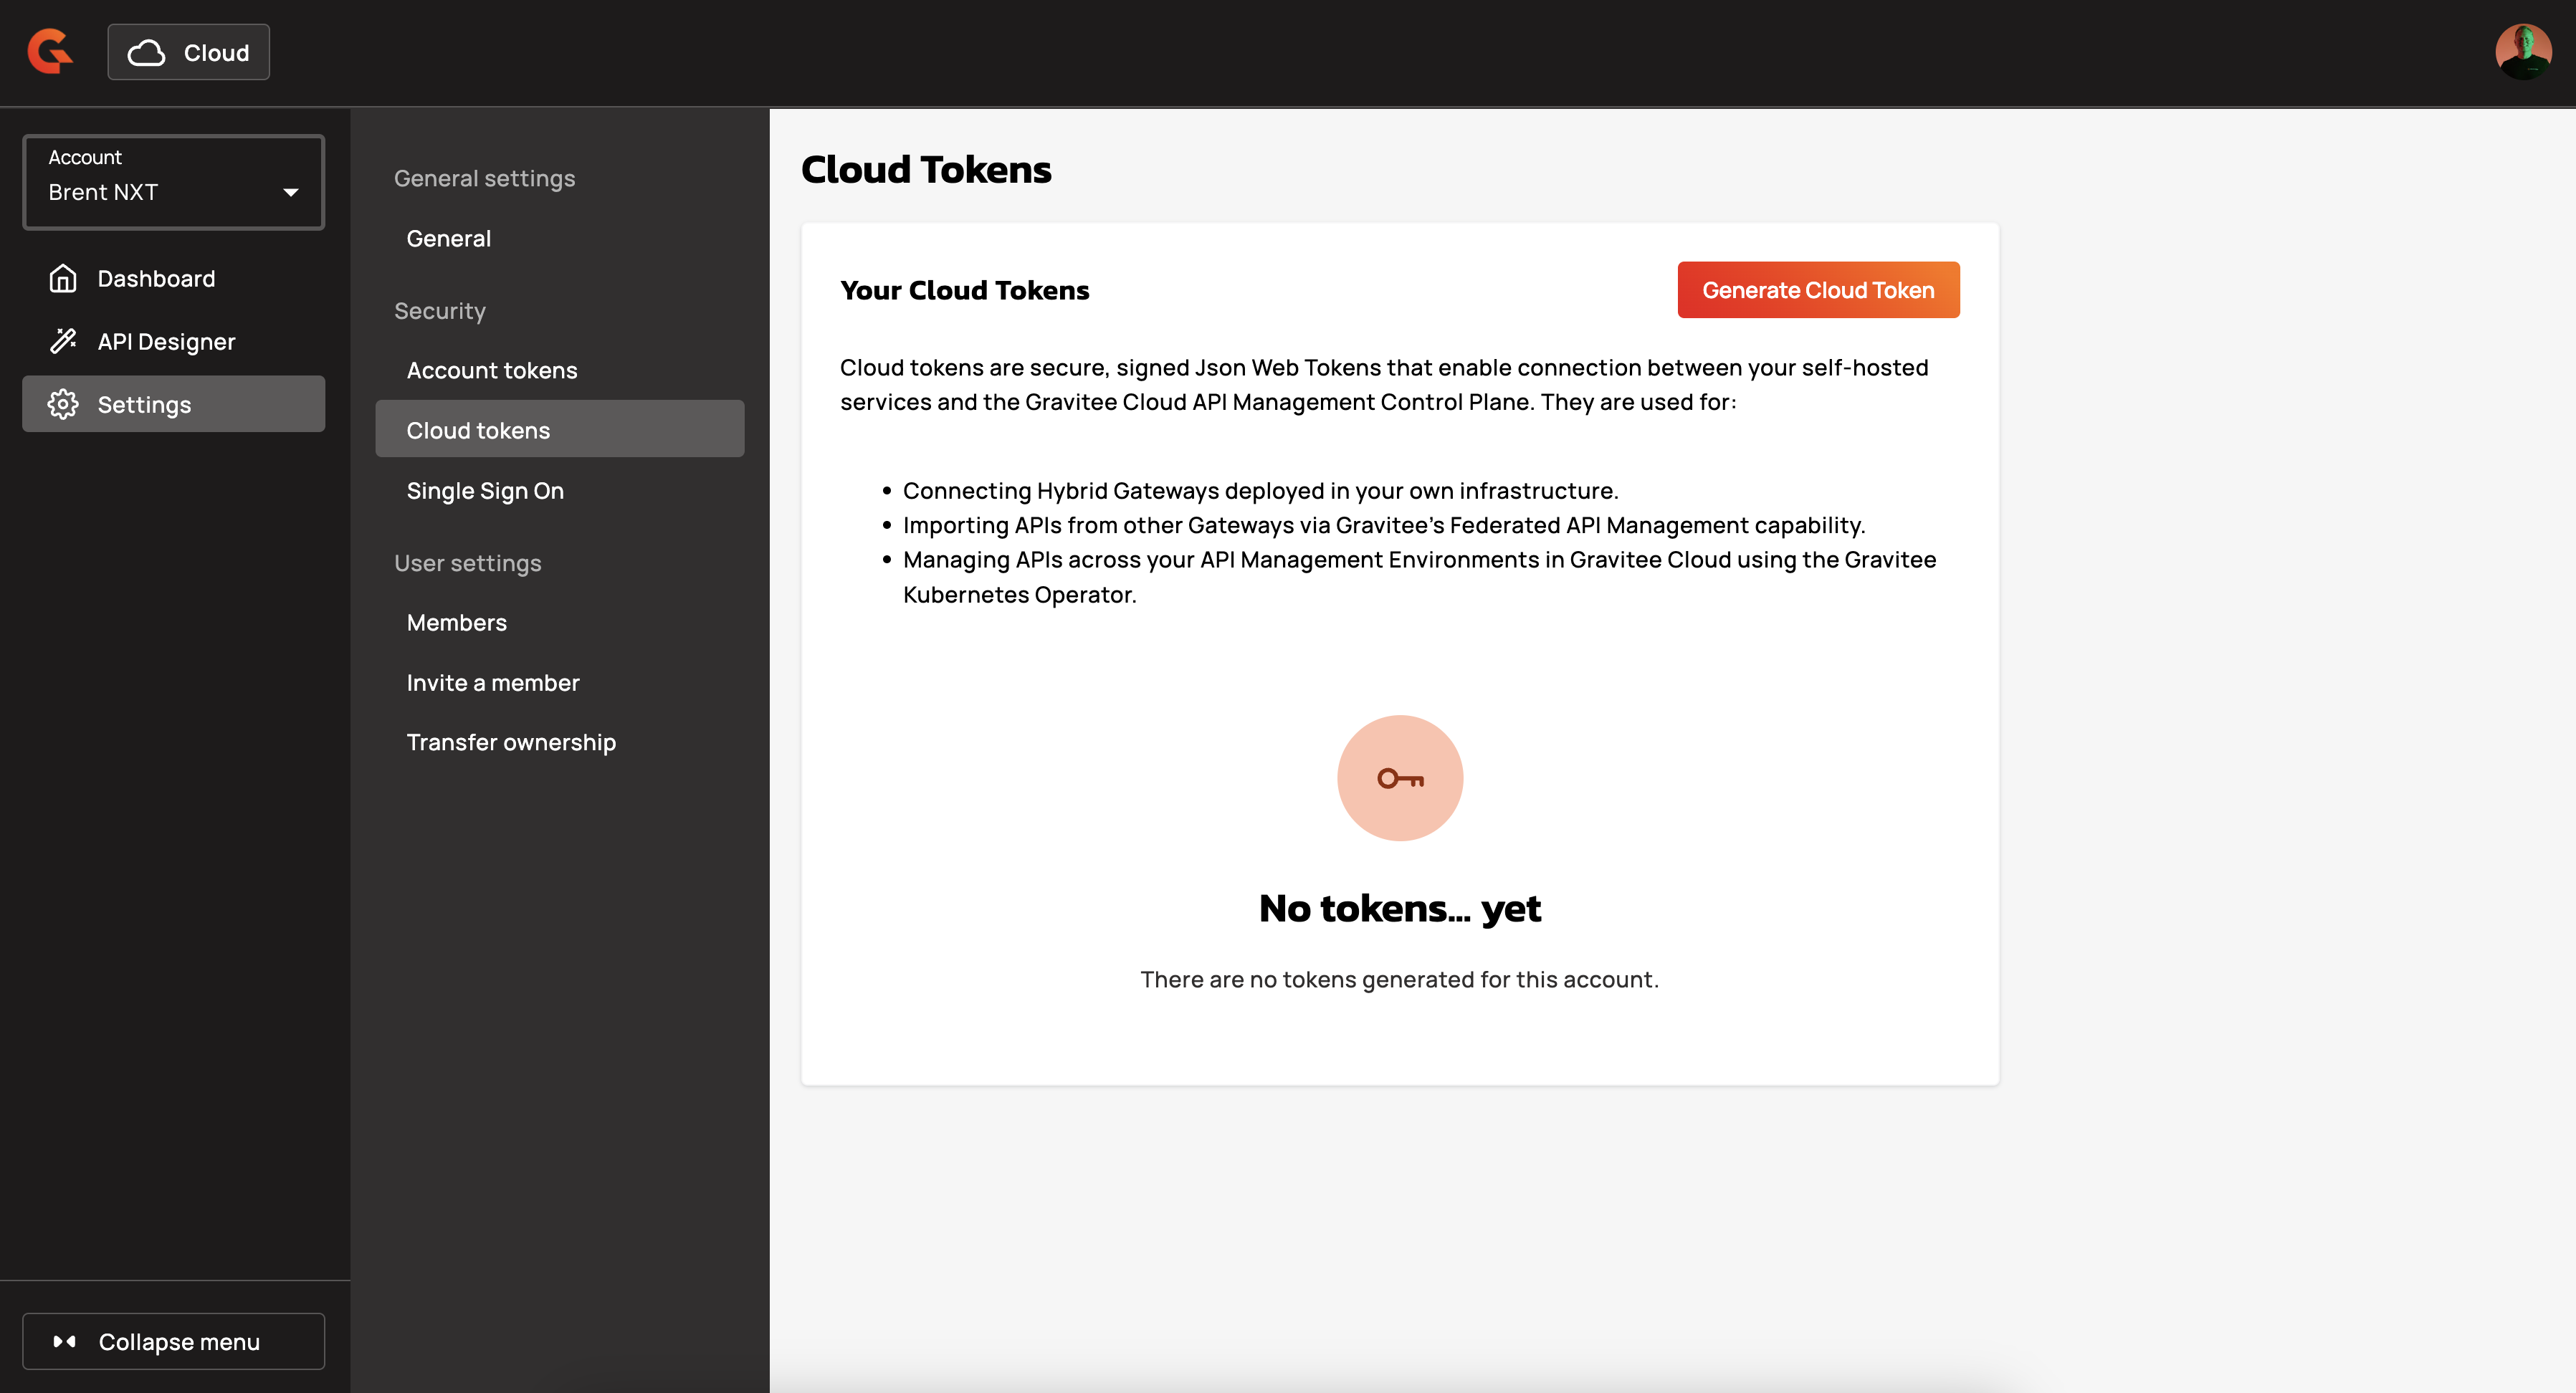 Cloud
Account
Brent NXT
Dashboard
API Designer
Settings
Collapse menu
General settings
General
Security
Account tokens
Cloud tokens
Single Sign On
User settings
Members
Invite a member
Transfer ownership
Cloud Tokens
Your Cloud Tokens
Generate Cloud Token
Cloud tokens are secure, signed Json Web Tokens that enable connection between your self-hosted
services and the Gravitee Cloud API Management Control Plane. They are used for:
• Connecting Hybrid Gateways deployed in your own infrastructure.
• Importing APIs from other Gateways via Gravitee’s Federated API Management capability.
• Managing APIs across your API Management Environments in Gravitee Cloud using the Gravitee
Kubernetes Operator.
No tokens... yet
There are no tokens generated for this account.